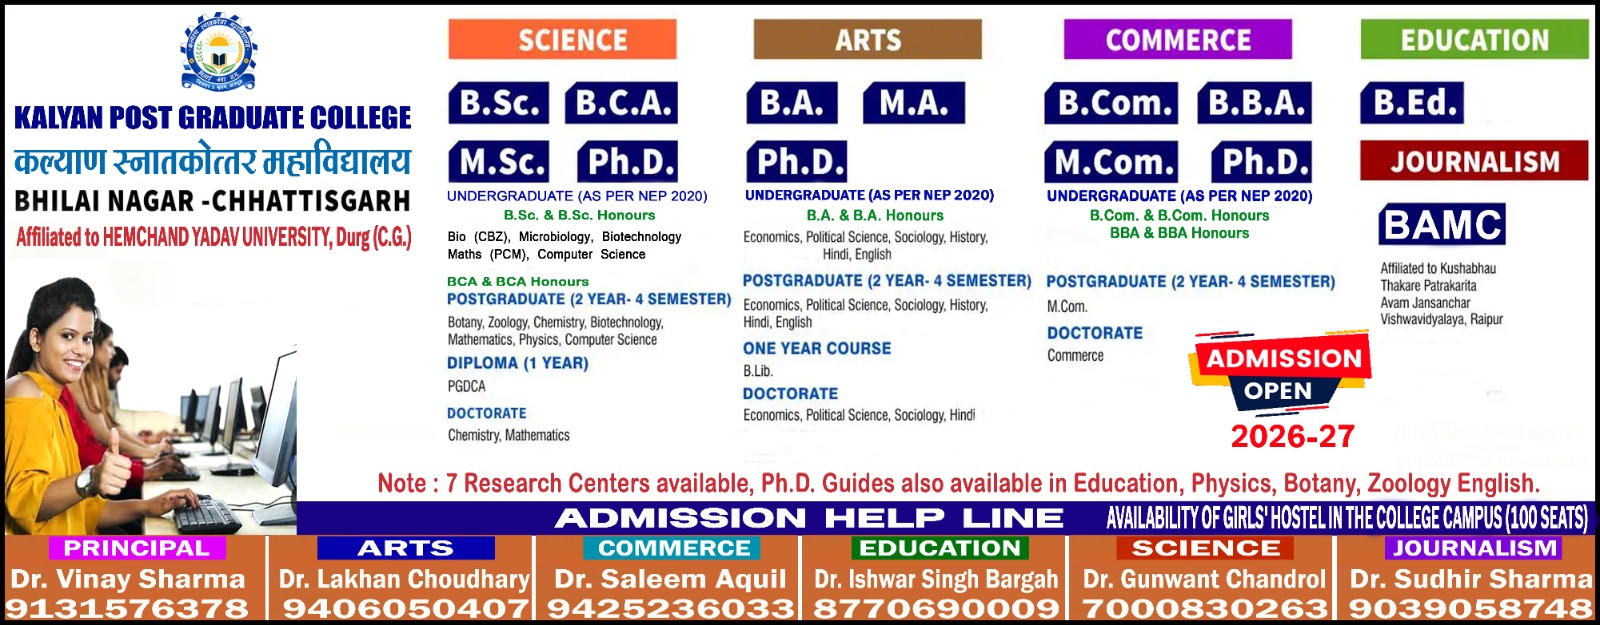 KALYAN POST GRADUATE COLLEGE
कल्याण स्नातकोत्तर महाविद्यालय
BHILAI NAGAR -CHHATTISGARH
Affiliated to HEMCHAND YADAV UNIVERSITY, Durg (C.G.)
SCIENCE
B.Sc. B.C.A.
M.Sc. Ph.D.
UNDERGRADUATE (AS PER NEP 2020)
B.Sc. & B.Sc. Honours
Bio (CBZ), Microbiology, Biotechnology
Maths (PCM), Computer Science
BCA & BCA Honours
POSTGRADUATE (2 YEAR- 4 SEMESTER)
Botany, Zoology, Chemistry, Biotechnology,
Mathematics, Physics, Computer Science
DIPLOMA (1 YEAR)
PGDCA
DOCTORATE
Chemistry, Mathematics
ARTS
B.A. M.A.
Ph.D.
UNDERGRADUATE (AS PER NEP 2020)
B.A. & B.A. Honours
Economics, Political Science, Sociology, History,
Hindi, English
POSTGRADUATE (2 YEAR- 4 SEMESTER)
Economics, Political Science, Sociology, History,
Hindi, English
ONE YEAR COURSE
B.Lib.
DOCTORATE
Economics, Political Science, Sociology, Hindi
COMMERCE
B.Com. B.B.A.
M.Com. Ph.D.
UNDERGRADUATE (AS PER NEP 2020)
B.Com. & B.Com. Honours
BBA & BBA Honours
POSTGRADUATE (2 YEAR- 4 SEMESTER)
M.Com.
DOCTORATE
Commerce
EDUCATION
B.Ed.
JOURNALISM
BAMC
Affiliated to Kushabhau
Thakare Patrakarita
Avam Jansanchar
Vishwavidyalaya, Raipur
ADMISSION
OPEN
2026-27
Note : 7 Research Centers available, Ph.D. Guides also available in Education, Physics, Botany, Zoology English.
ADMISSION HELP LINE AVAILABILITY OF GIRLS' HOSTEL IN THE COLLEGE CAMPUS (100 SEATS)
PRINCIPAL
Dr. Vinay Sharma
9131576378
ARTS
Dr. Lakhan Choudhary
9406050407
COMMERCE
Dr. Saleem Aquil
9425236033
EDUCATION
Dr. Ishwar Singh Bargah
8770690009
SCIENCE
Dr. Gunwant Chandrol
7000830263
JOURNALISM
Dr. Sudhir Sharma
9039058748